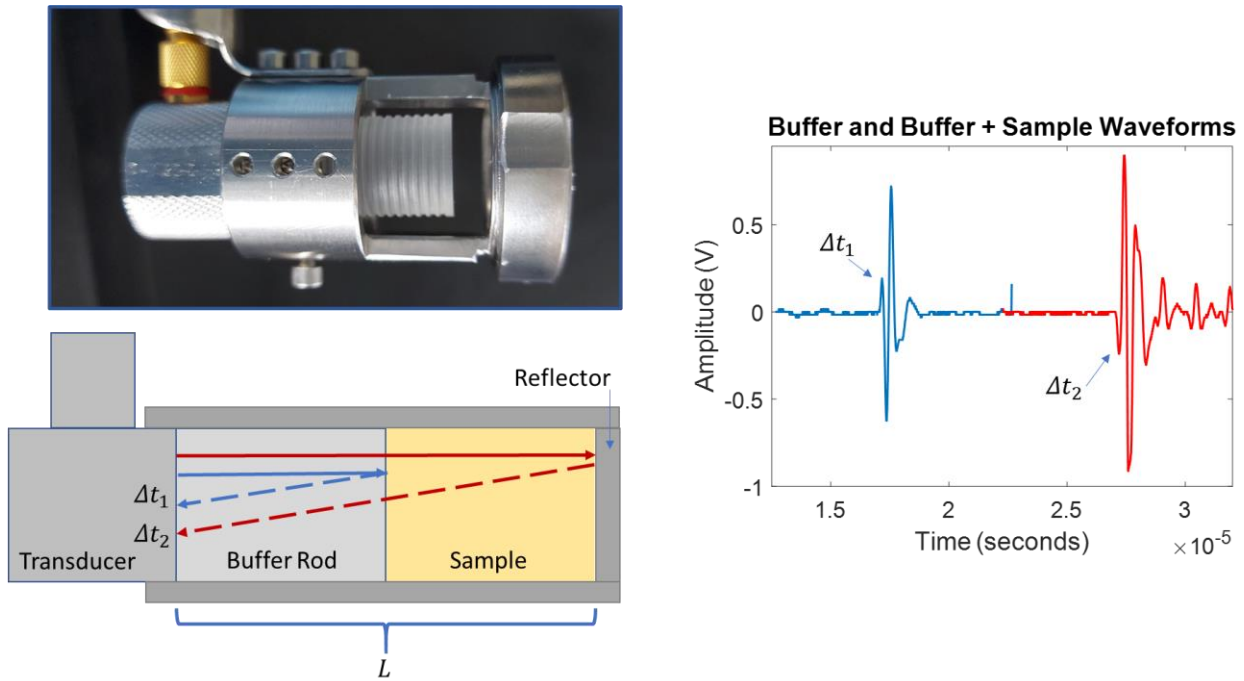 Buffer and Buffer + Sample Waveforms
Amplitude (V)
0.5
0
-0.5
-1
Δt₁
Δt₂
1.5
2
2.5
3
Time (seconds)
× 10⁻⁵
Reflector
Δt₁
Δt₂
Transducer
Buffer Rod
Sample
L